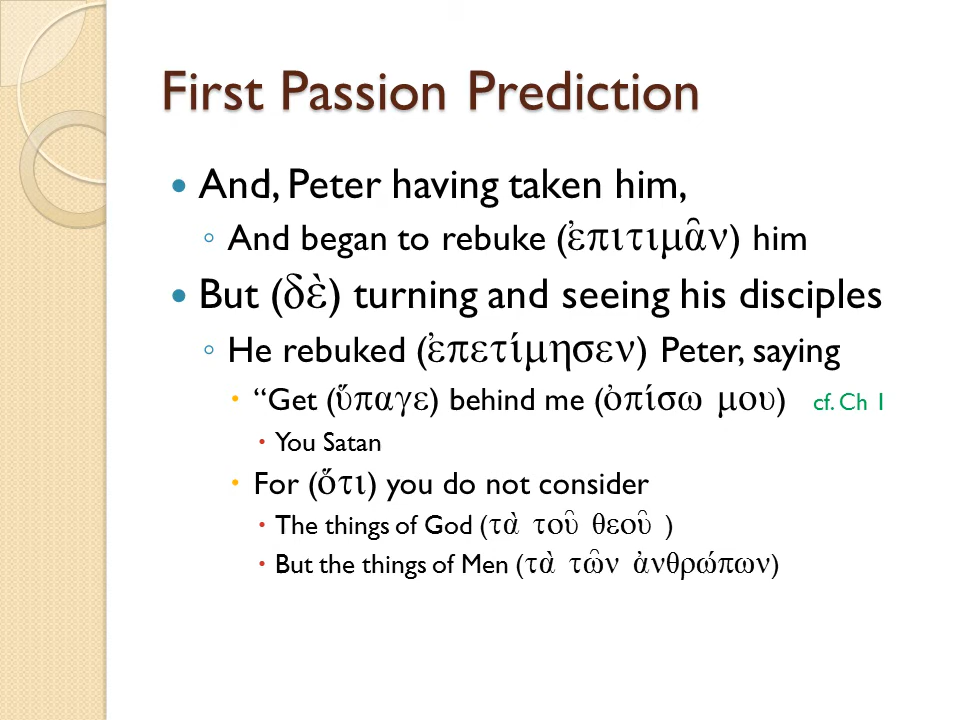 First Passion Prediction
• And, Peter having taken him,
◦ And began to rebuke (ἐπιτιμᾶν) him
• But (δὲ) turning and seeing his disciples
◦ He rebuked (ἐπετίμησεν) Peter, saying
• “Get (ὕπαγε) behind me (ὀπίσω μου) cf. Ch 1
• You Satan
• For (ὅτι) you do not consider
• The things of God (τὰ τοῦ θεοῦ )
• But the things of Men (τὰ τῶν ἀνθρώπων)